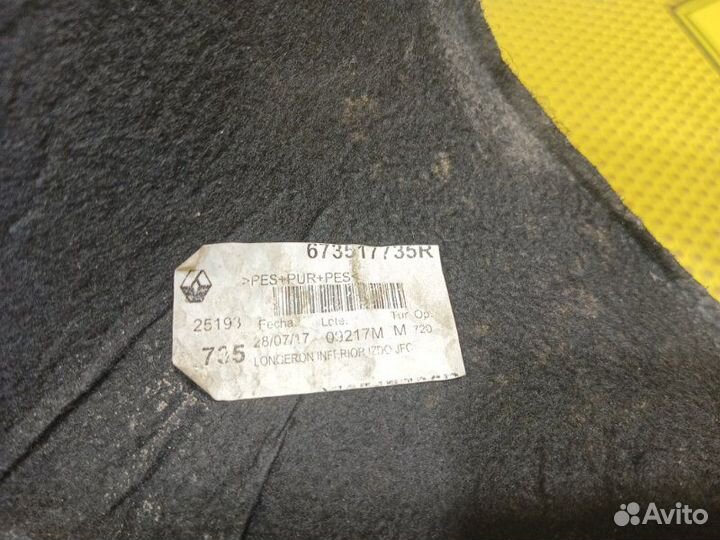 673517735R
>PES+PUR+PES<
25193 Fecha Lote. Tur Op.
28/07/17 09217M M 720
735 LONGERON INFERIOR IZDO JFC
Avito